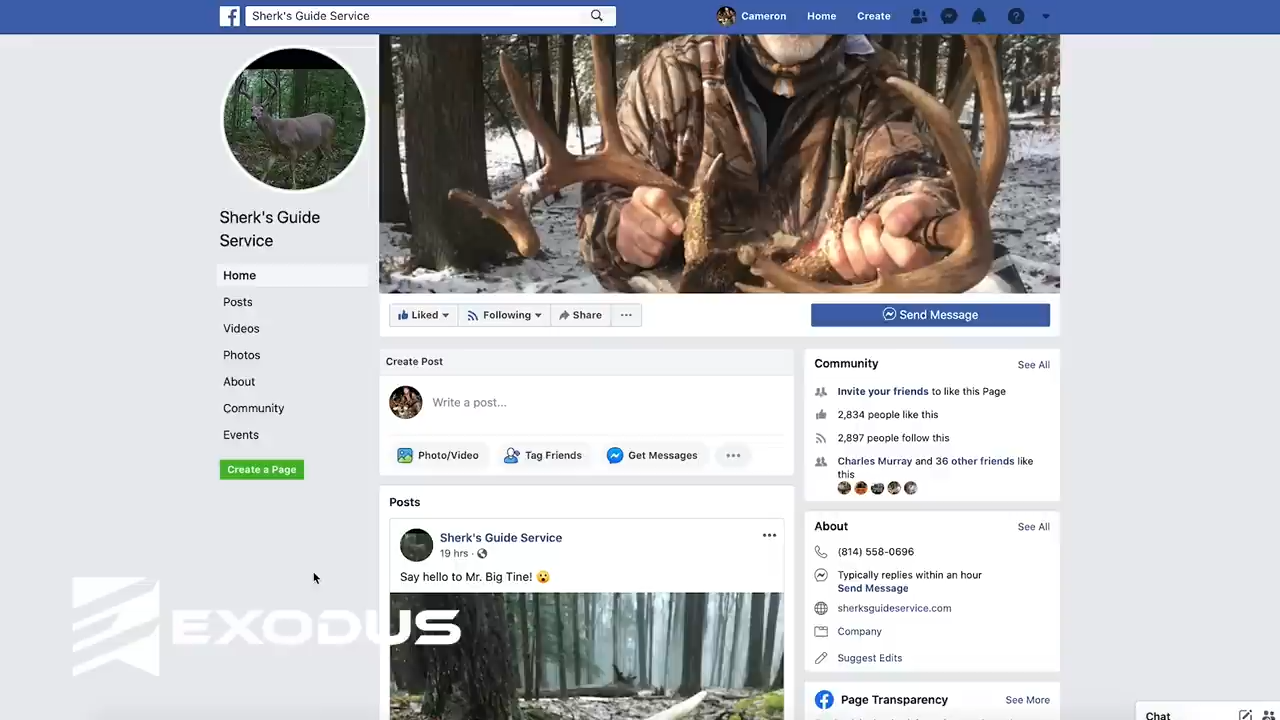 Sherk's Guide Service
Cameron
Home
Create
Sherk's Guide
Service
Home
Posts
Videos
Photos
About
Community
Events
Create a Page
Liked
Following
Share
Send Message
Create Post
Write a post...
Photo/Video
Tag Friends
Get Messages
Posts
Sherk's Guide Service
19 hrs ·
Say hello to Mr. Big Tine! 😮
Community
See All
Invite your friends to like this Page
2,834 people like this
2,897 people follow this
Charles Murray and 36 other friends like
this
About
See All
(814) 558-0696
Typically replies within an hour
Send Message
sherksguideservice.com
Company
Suggest Edits
Page Transparency
See More
Chat
EXODUS